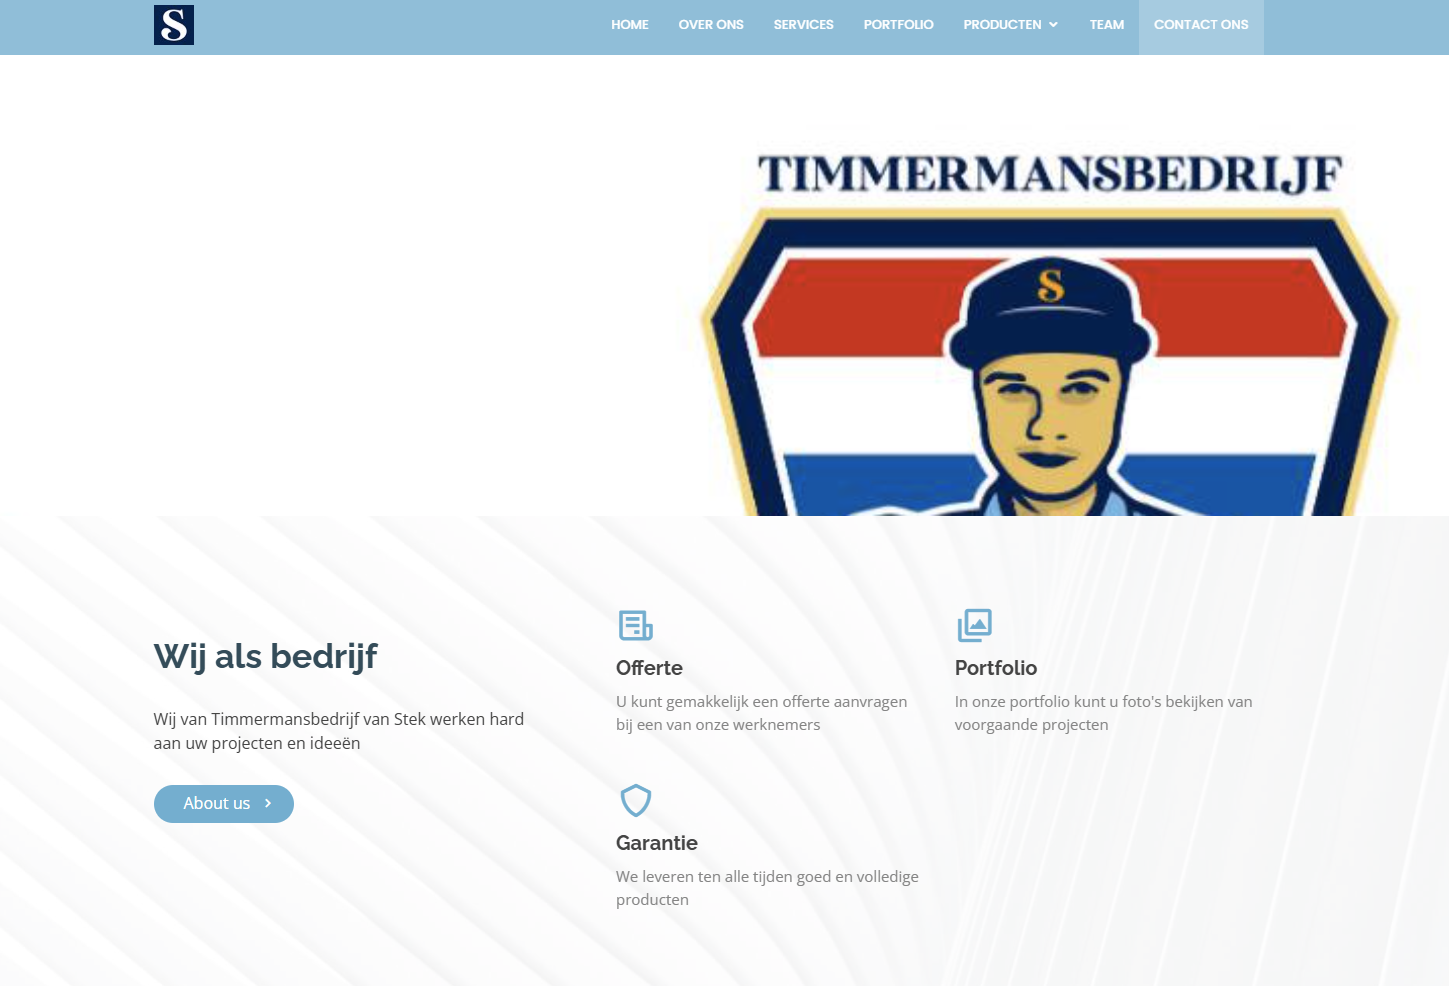 S
HOME OVER ONS SERVICES PORTFOLIO PRODUCTEN TEAM CONTACT ONS
TIMMERMANSBEDRIJF
S
Wij als bedrijf
Wij van Timmermansbedrijf van Stek werken hard
aan uw projecten en ideeën
About us
Offerte
U kunt gemakkelijk een offerte aanvragen
bij een van onze werknemers
Portfolio
In onze portfolio kunt u foto's bekijken van
voorgaande projecten
Garantie
We leveren ten alle tijden goed en volledige
producten